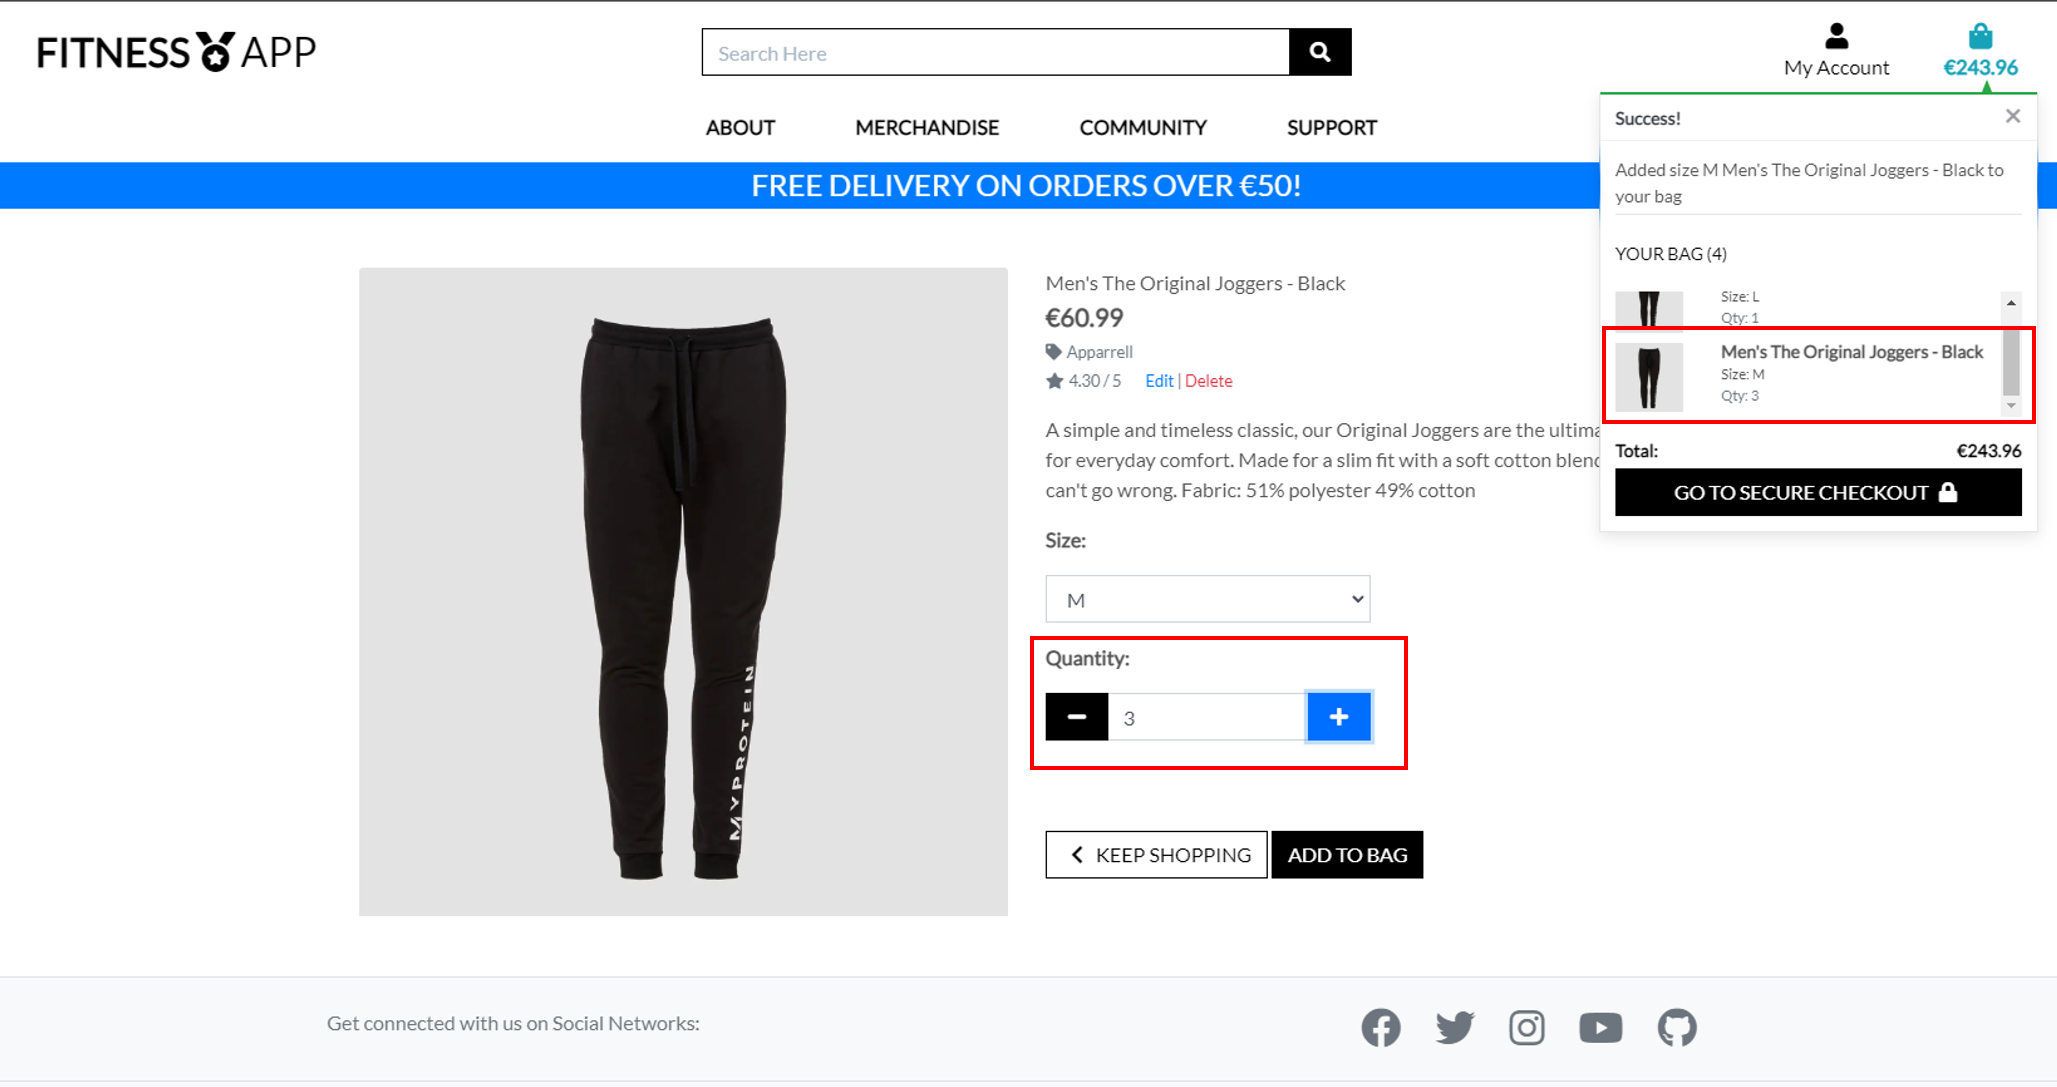 FITNESS APP
Search Here
My Account
€243.96
ABOUT
MERCHANDISE
COMMUNITY
SUPPORT
FREE DELIVERY ON ORDERS OVER €50!
Success!
Added size M Men's The Original Joggers - Black to
your bag
YOUR BAG (4)
Size: L
Qty: 1
Men's The Original Joggers - Black
Size: M
Qty: 3
Total:
€243.96
GO TO SECURE CHECKOUT
Men's The Original Joggers - Black
€60.99
Apparrell
4.30 / 5
Edit | Delete
A simple and timeless classic, our Original Joggers are the ultima
for everyday comfort. Made for a slim fit with a soft cotton blend
can't go wrong. Fabric: 51% polyester 49% cotton
Size:
M
Quantity:
3
KEEP SHOPPING
ADD TO BAG
MYPROTEIN
Get connected with us on Social Networks: